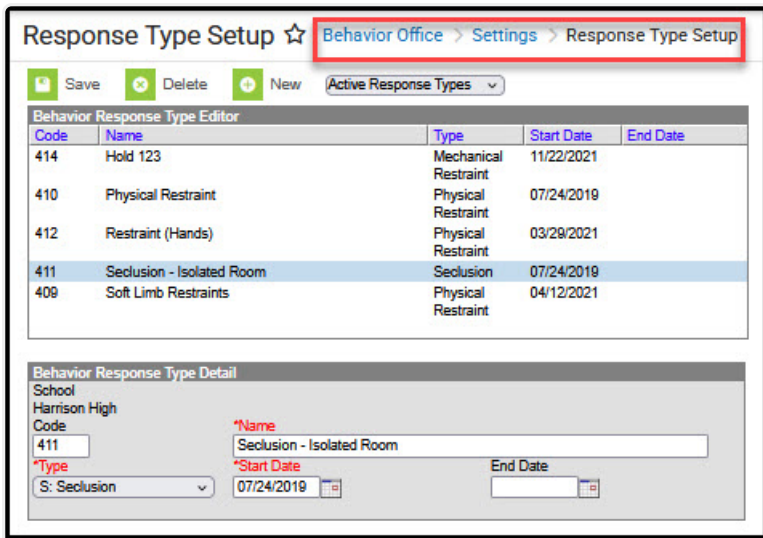 Response Type Setup ☆ Behavior Office > Settings > Response Type Setup
Save Delete New Active Response Types
Behavior Response Type Editor
Code Name Type Start Date End Date
414 Hold 123 Mechanical Restraint 11/22/2021
410 Physical Restraint Physical Restraint 07/24/2019
412 Restraint (Hands) Physical Restraint 03/29/2021
411 Seclusion - Isolated Room Seclusion 07/24/2019
409 Soft Limb Restraints Physical Restraint 04/12/2021
Behavior Response Type Detail
School
Harrison High
Code *Name
411 Seclusion - Isolated Room
*Type *Start Date End Date
S: Seclusion 07/24/2019